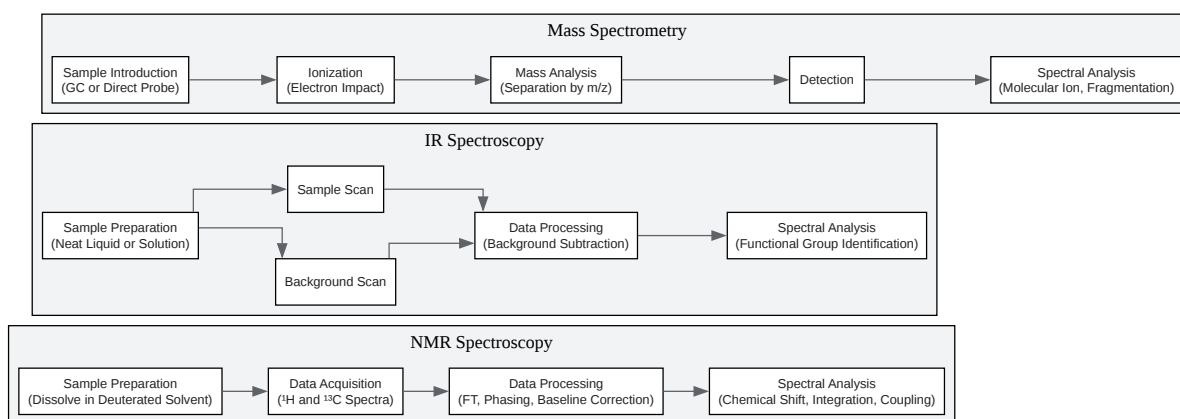 Mass Spectrometry
Sample Introduction
(GC or Direct Probe)
Ionization
(Electron Impact)
Mass Analysis
(Separation by m/z)
Detection
Spectral Analysis
(Molecular Ion, Fragmentation)
IR Spectroscopy
Sample Preparation
(Neat Liquid or Solution)
Sample Scan
Background Scan
Data Processing
(Background Subtraction)
Spectral Analysis
(Functional Group Identification)
NMR Spectroscopy
Sample Preparation
(Dissolve in Deuterated Solvent)
Data Acquisition
(¹H and ¹³C Spectra)
Data Processing
(FT, Phasing, Baseline Correction)
Spectral Analysis
(Chemical Shift, Integration, Coupling)